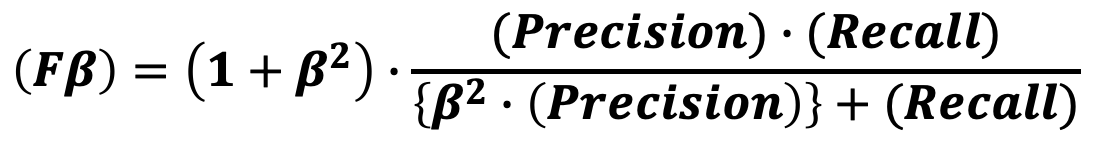 (Fβ) = (1 + β²) · (Precision) · (Recall) / {β² · (Precision)} + (Recall)